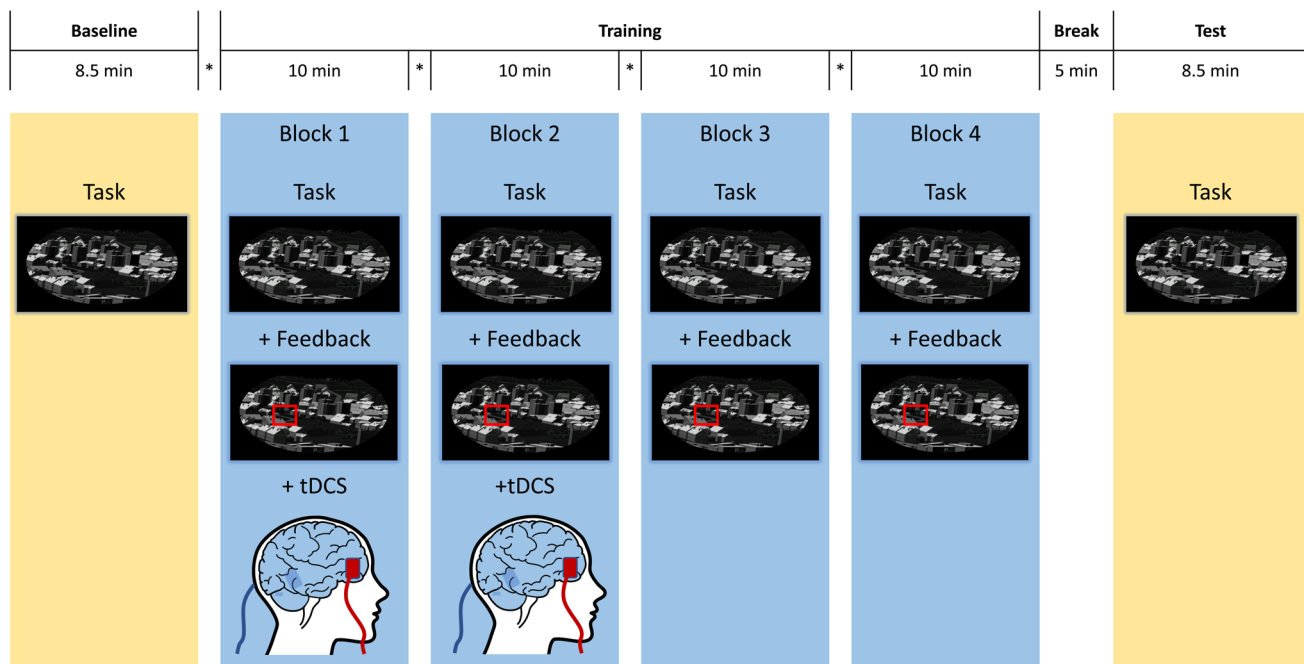 Baseline Training Break Test
8.5 min * 10 min * 10 min * 10 min * 10 min 5 min 8.5 min
Block 1 Block 2 Block 3 Block 4
Task Task Task Task Task Task
+ Feedback + Feedback + Feedback + Feedback
+ tDCS +tDCS